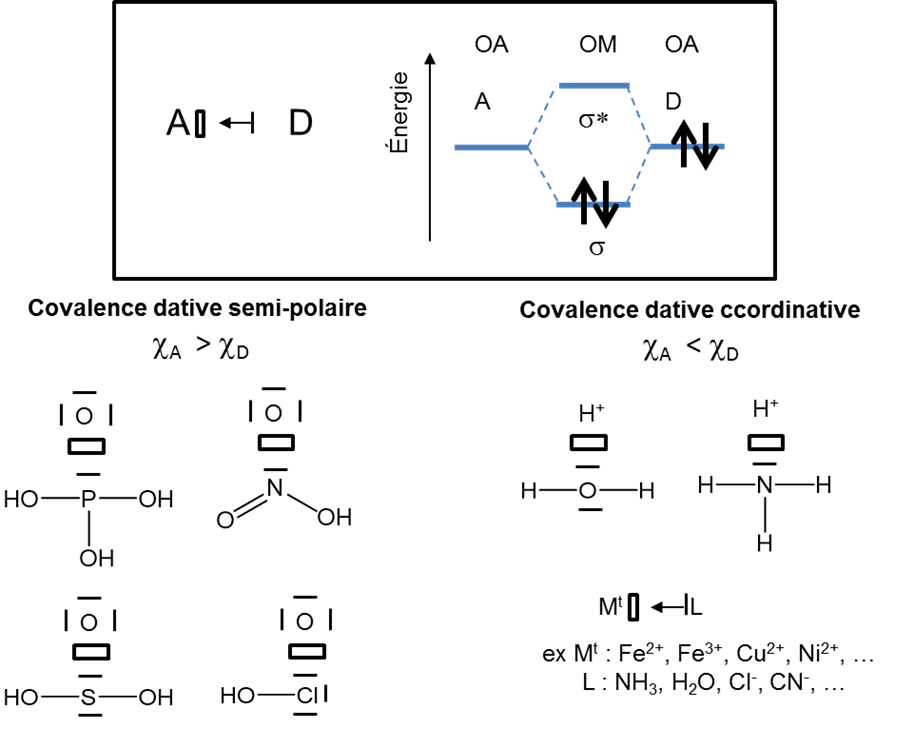 OA OM OA
Énergie
A D
A D
σ*
σ
Covalence dative semi-polaire
Covalence dative ccordinative
χA > χD
χA < χD
O
O
H+
H+
HO P OH
OH
N
O OH
H O H
H N H
H
O
O
HO S OH
HO Cl
Mt L
ex Mt : Fe2+, Fe3+, Cu2+, Ni2+, …
L : NH3, H2O, Cl-, CN-, …